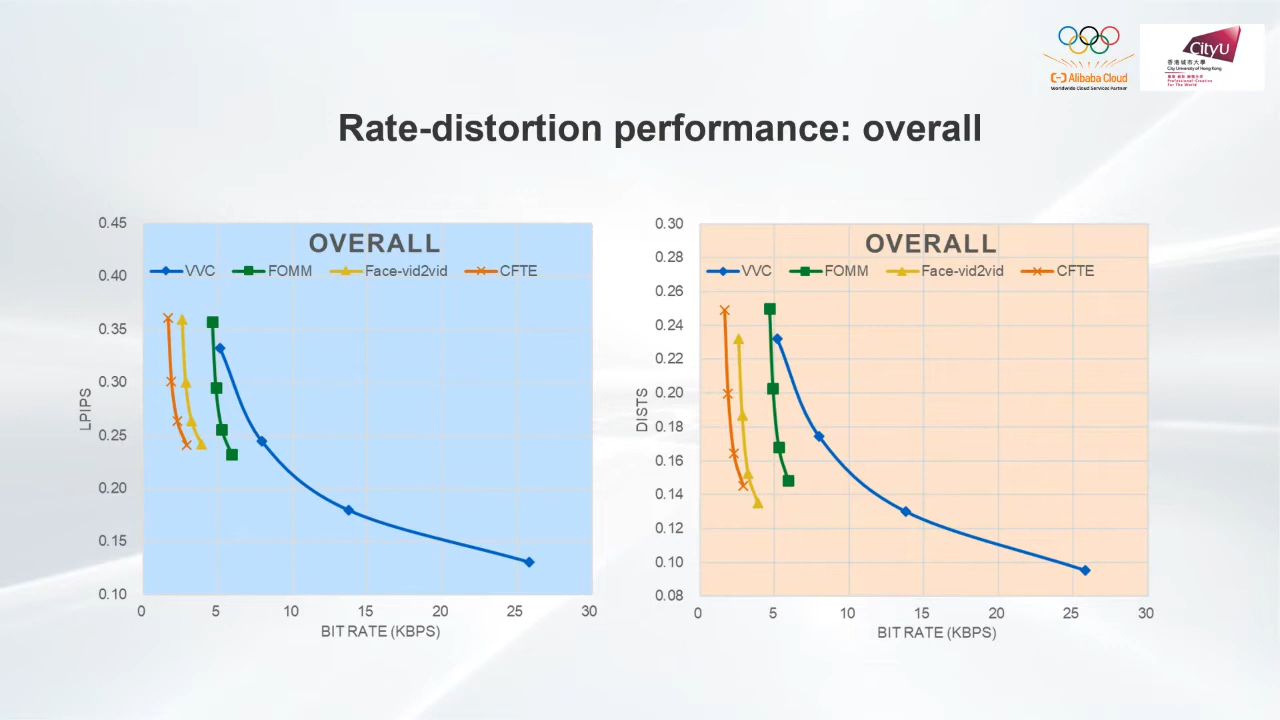 Alibaba Cloud
Worldwide Cloud Services Partner
CityU
香港城市大學
City University of Hong Kong
Professional·Creative
For The World
Rate-distortion performance: overall
OVERALL
VVC FOMM Face-vid2vid CFTE
LPIPS
0.45
0.40
0.35
0.30
0.25
0.20
0.15
0.10
0 5 10 15 20 25 30
BIT RATE (KBPS)
OVERALL
VVC FOMM Face-vid2vid CFTE
DISTS
0.30
0.28
0.26
0.24
0.22
0.20
0.18
0.16
0.14
0.12
0.10
0.08
0 5 10 15 20 25 30
BIT RATE (KBPS)